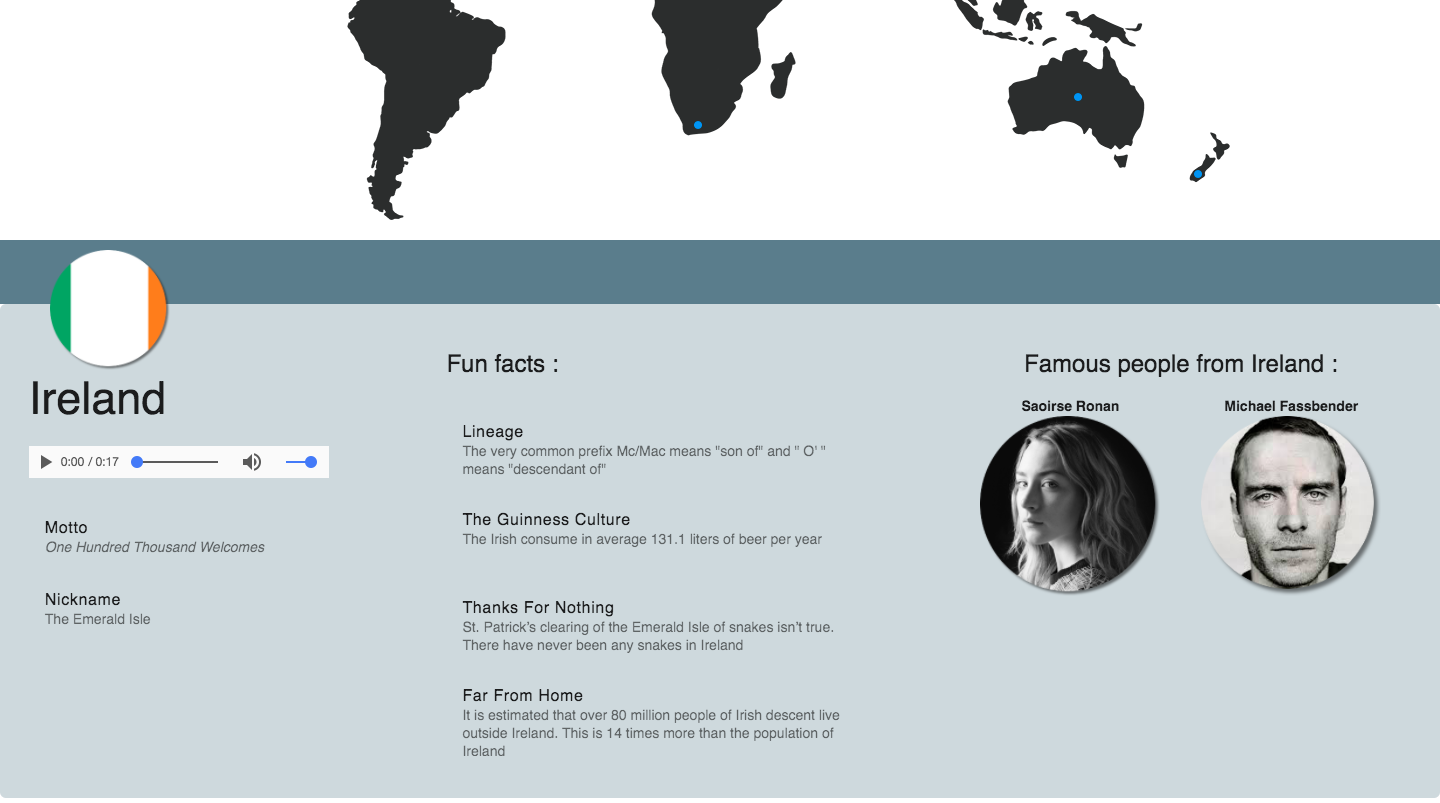 Ireland
0:00 / 0:17
Motto
One Hundred Thousand Welcomes
Nickname
The Emerald Isle
Fun facts :
Lineage
The very common prefix Mc/Mac means "son of" and " O' "
means "descendant of"
The Guinness Culture
The Irish consume in average 131.1 liters of beer per year
Thanks For Nothing
St. Patrick’s clearing of the Emerald Isle of snakes isn’t true.
There have never been any snakes in Ireland
Far From Home
It is estimated that over 80 million people of Irish descent live
outside Ireland. This is 14 times more than the population of
Ireland
Famous people from Ireland :
Saoirse Ronan
Michael Fassbender